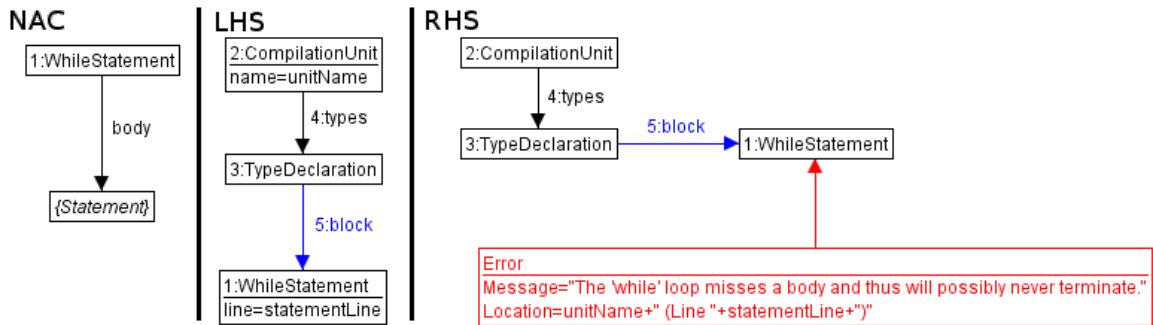 NAC
1:WhileStatement
body
{Statement}
LHS
2:CompilationUnit
name=unitName
4:types
3:TypeDeclaration
5:block
1:WhileStatement
line=statementLine
RHS
2:CompilationUnit
4:types
3:TypeDeclaration
5:block
1:WhileStatement
Error
Message="The 'while' loop misses a body and thus will possibly never terminate."
Location=unitName+" (Line "+statementLine+")"